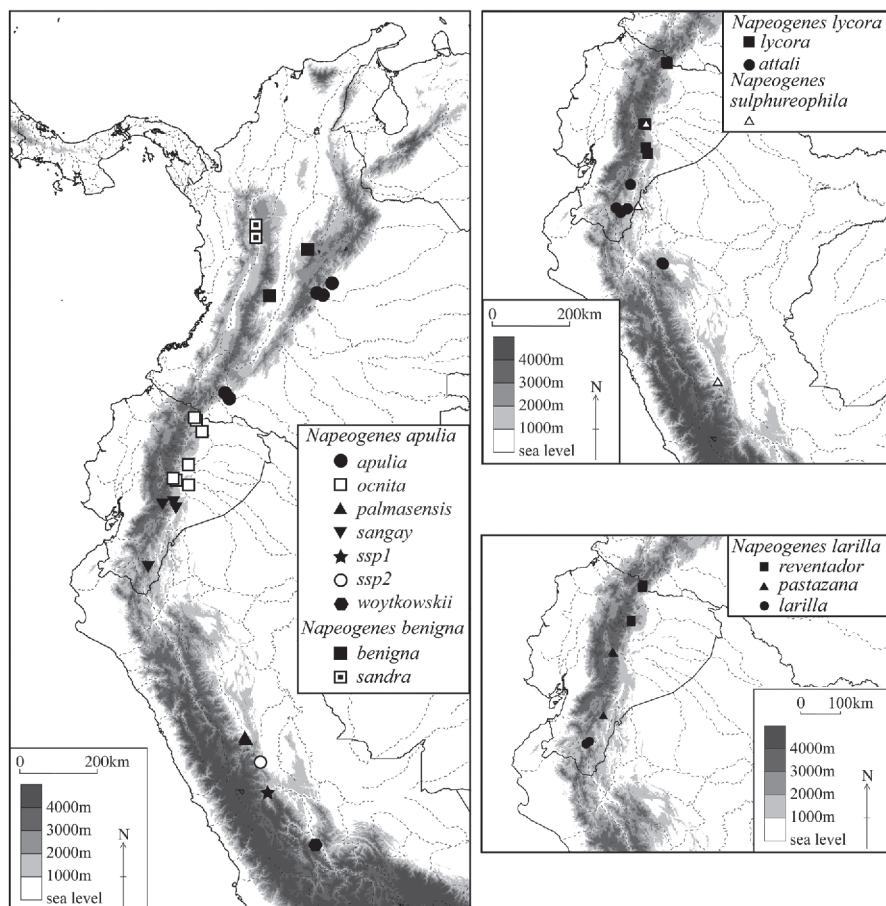 Napeogenes apulia
apulia
ocnita
palmasensis
sangay
ssp1
ssp2
woytkowskii
Napeogenes benigna
benigna
sandra
0 200km
4000m
3000m
2000m
1000m
sea level
N
Napeogenes lycora
lycora
attali
Napeogenes
sulphureophila
0 200km
4000m
3000m
2000m
1000m
sea level
N
Napeogenes larilla
reventador
pastazana
larilla
0 100km
4000m
3000m
2000m
1000m
sea level
N